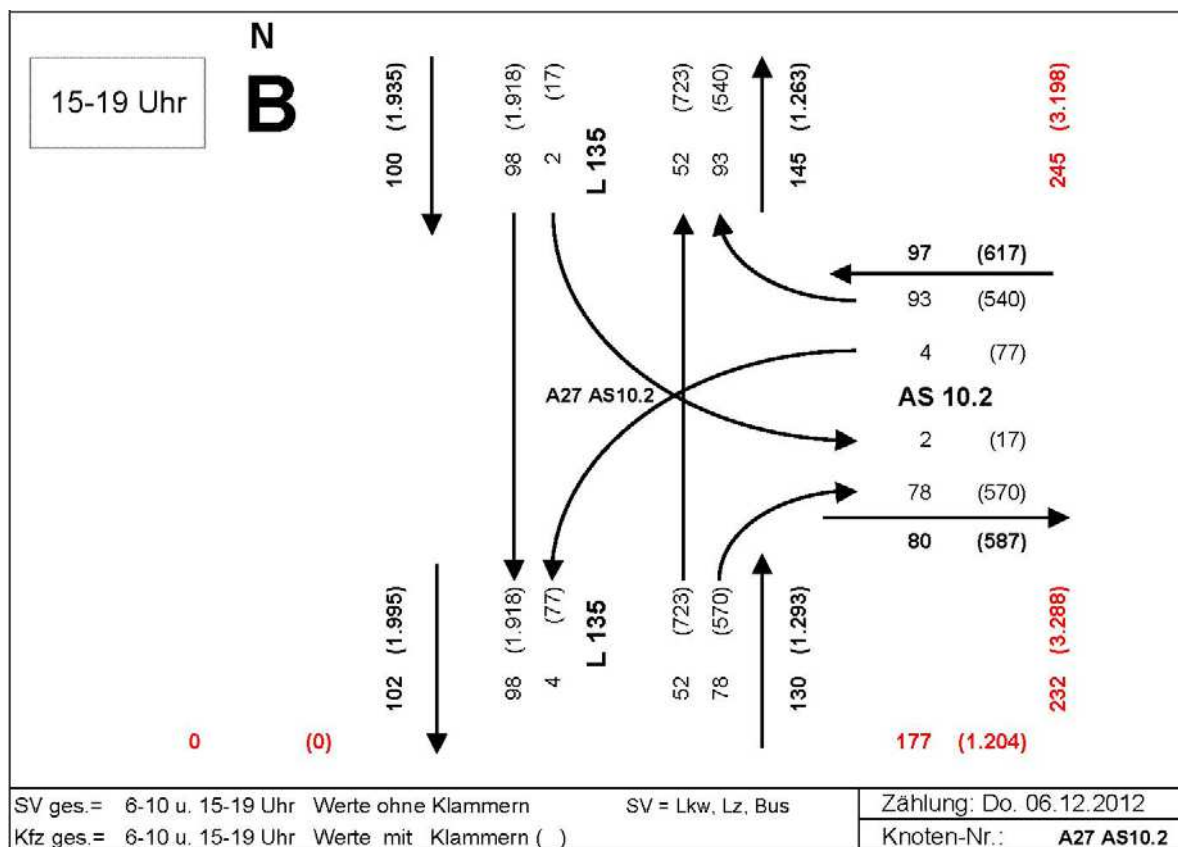 N
15-19 Uhr
B
100 (1.935)
98 (1.918)
2 (17)
L 135
52 (723)
93 (540)
145 (1.263)
245 (3.198)
97 (617)
93 (540)
4 (77)
A27 AS10.2
AS 10.2
2 (17)
78 (570)
80 (587)
102 (1.995)
98 (1.918)
4 (77)
L 135
52 (723)
78 (570)
130 (1.293)
232 (3.288)
0 (0)
177 (1.204)
SV ges.= 6-10 u. 15-19 Uhr Werte ohne Klammern SV = Lkw, Lz, Bus
Zählung: Do. 06.12.2012
Kfz ges.= 6-10 u. 15-19 Uhr Werte mit Klammern ( )
Knoten-Nr.: A27 AS10.2